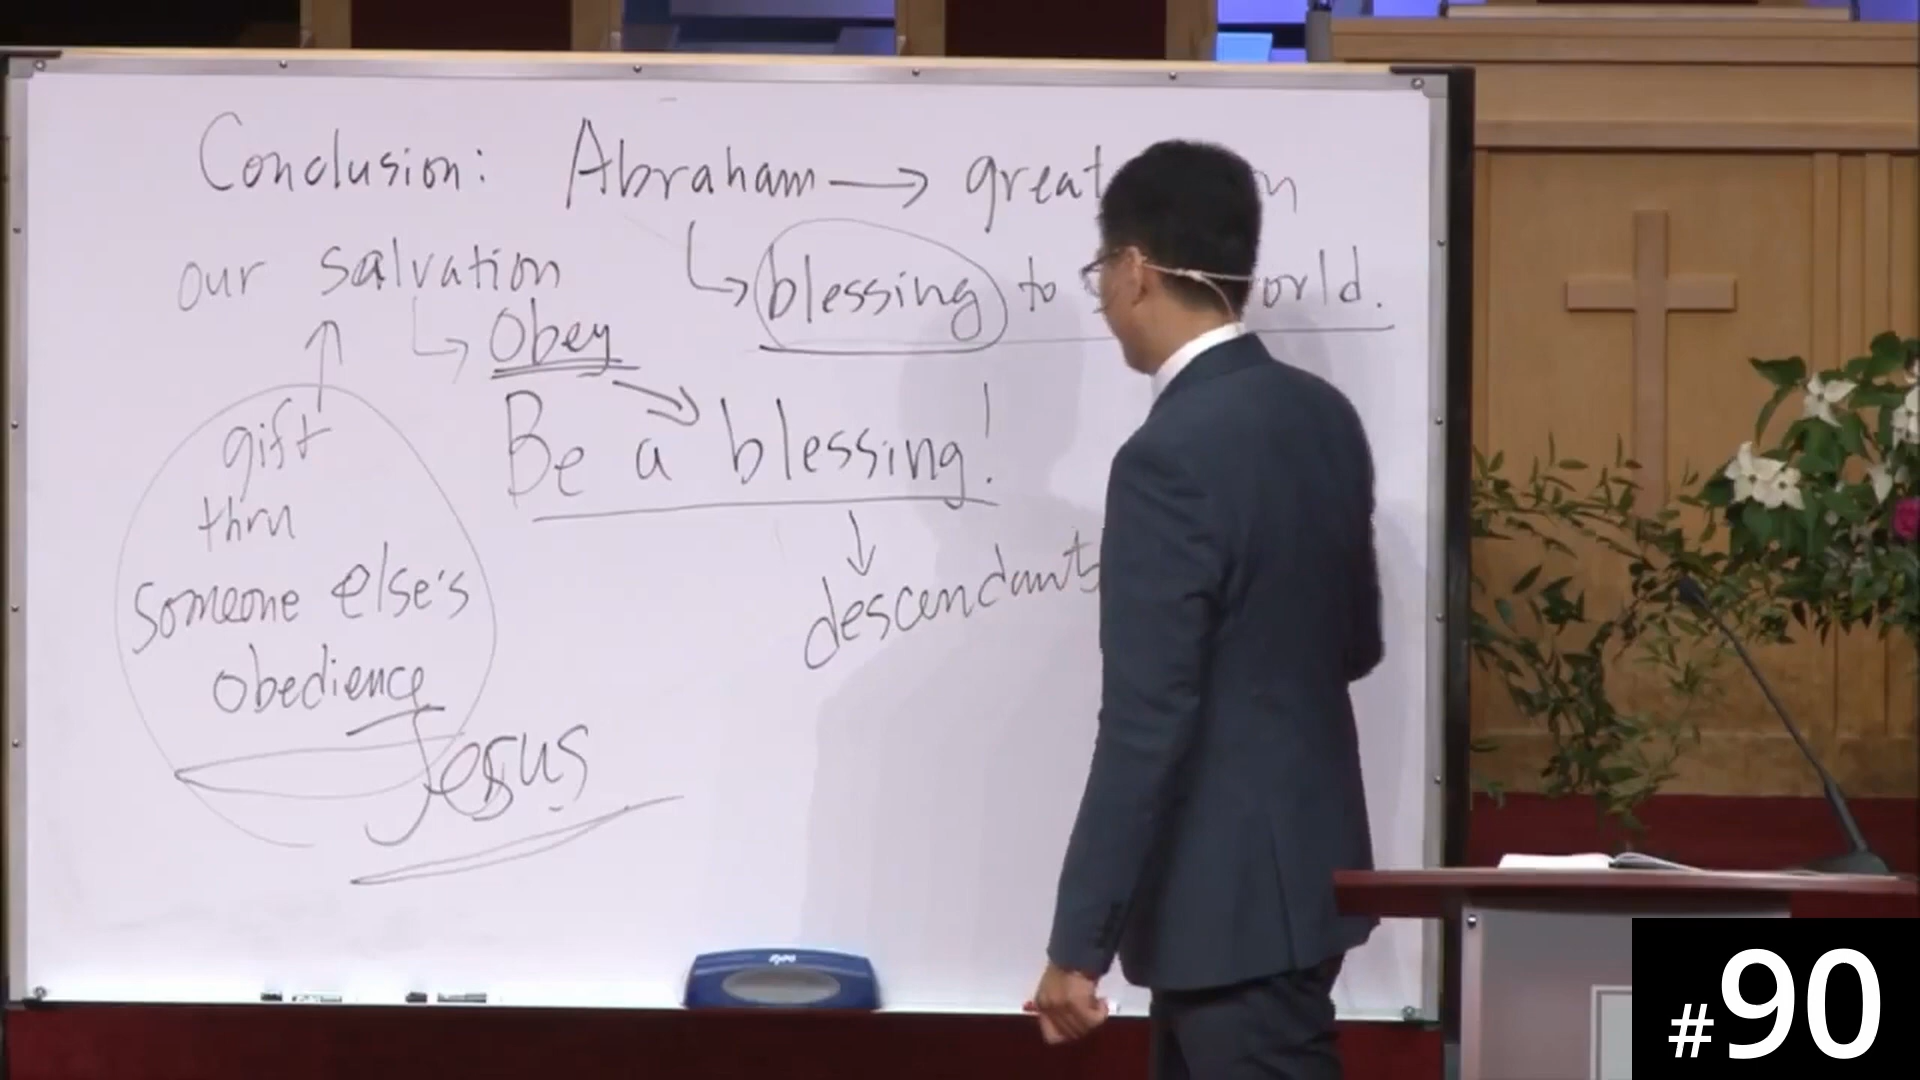 Conclusion: Abraham → great n
our salvation
↳ blessing to orld.
↳ Obey
Be a blessing!
gift
thru
someone else's
obedience
Jesus
descendants
expo
#90